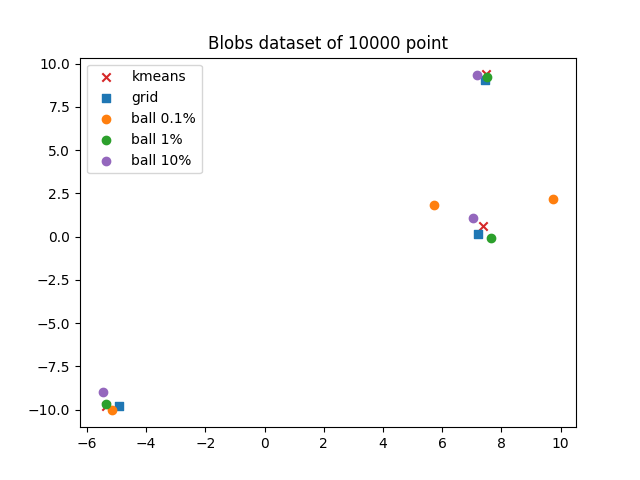 Blobs dataset of 10000 point
kmeans
grid
ball 0.1%
ball 1%
ball 10%
10.0
7.5
5.0
2.5
0.0
−2.5
−5.0
−7.5
−10.0
−6 −4 −2 0 2 4 6 8 10